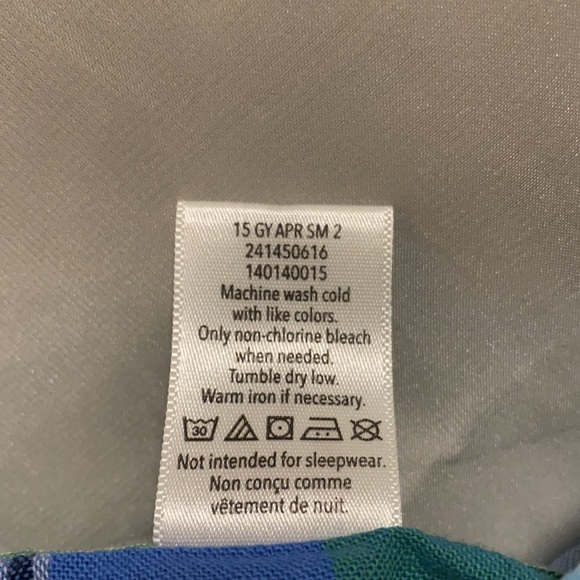 15 GY APR SM 2
241450616
140140015
Machine wash cold
with like colors.
Only non-chlorine bleach
when needed.
Tumble dry low.
Warm iron if necessary.
30
Not intended for sleepwear.
Non conçu comme
vêtement de nuit.